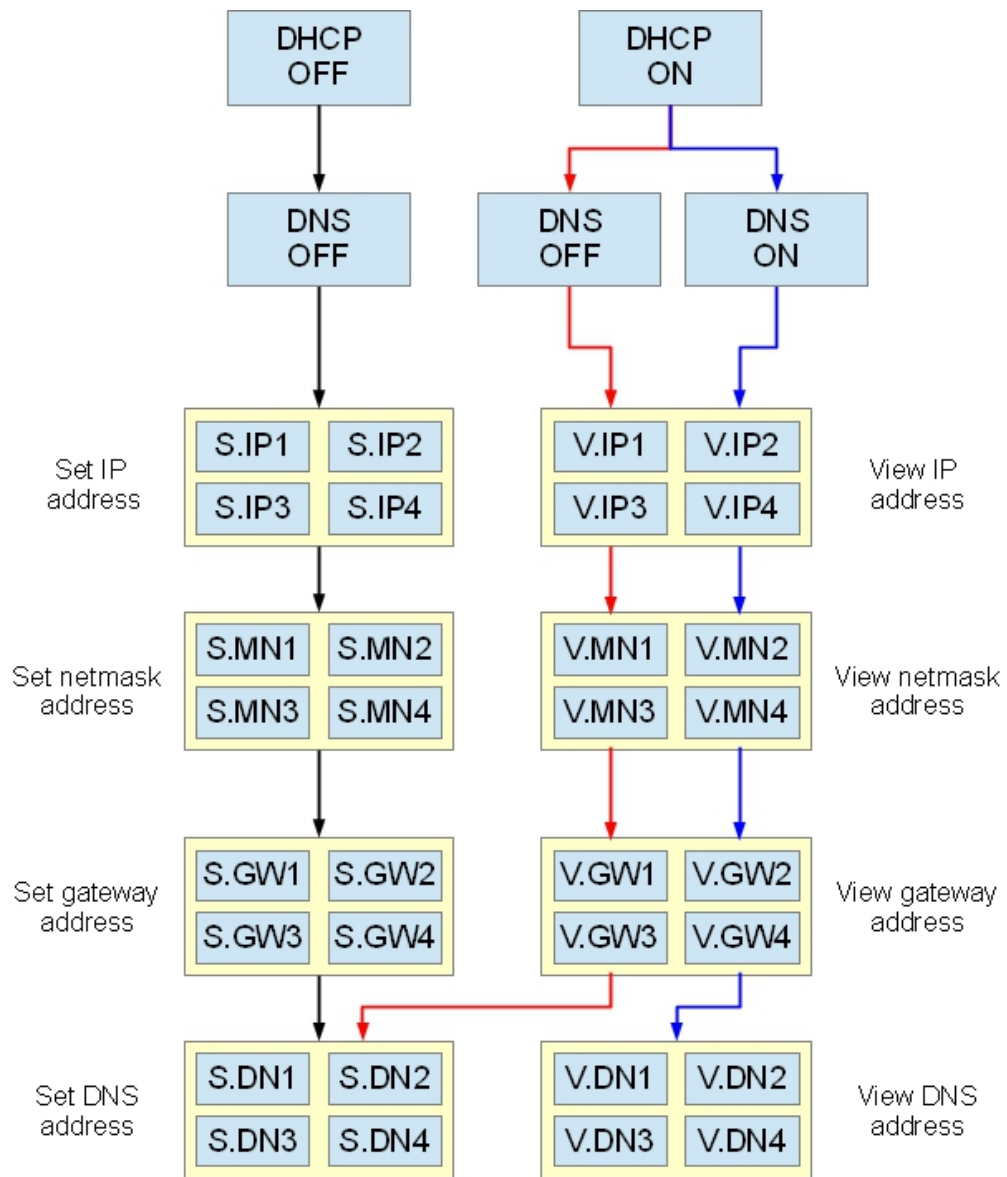 DHCP
OFF
DHCP
ON
DNS
OFF
DNS
OFF
DNS
ON
Set IP
address
S.IP1 S.IP2
S.IP3 S.IP4
V.IP1 V.IP2
V.IP3 V.IP4
View IP
address
Set netmask
address
S.MN1 S.MN2
S.MN3 S.MN4
V.MN1 V.MN2
V.MN3 V.MN4
View netmask
address
Set gateway
address
S.GW1 S.GW2
S.GW3 S.GW4
V.GW1 V.GW2
V.GW3 V.GW4
View gateway
address
Set DNS
address
S.DN1 S.DN2
S.DN3 S.DN4
V.DN1 V.DN2
V.DN3 V.DN4
View DNS
address